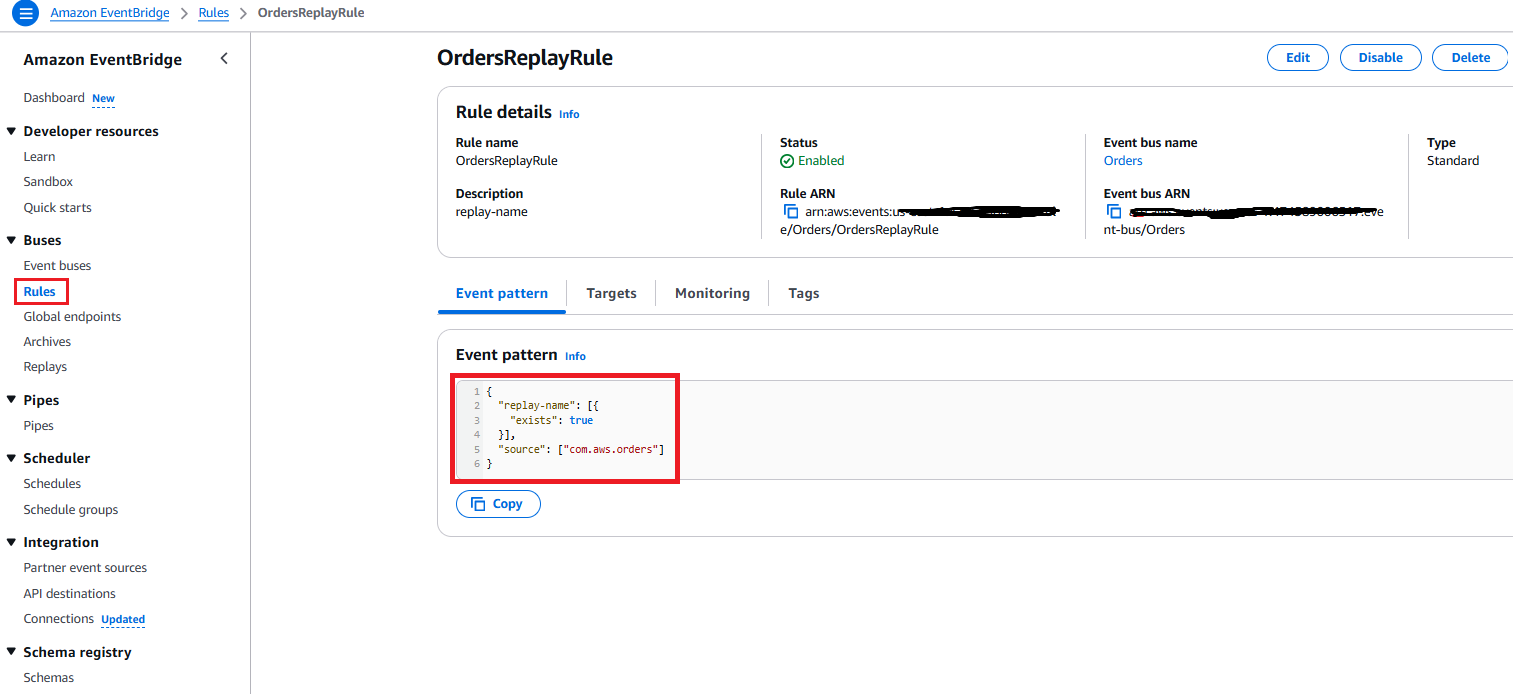 Amazon EventBridge > Rules > OrdersReplayRule
Amazon EventBridge
Dashboard New
Developer resources
Learn
Sandbox
Quick starts
Buses
Event buses
Rules
Global endpoints
Archives
Replays
Pipes
Pipes
Scheduler
Schedules
Schedule groups
Integration
Partner event sources
API destinations
Connections Updated
Schema registry
Schemas
OrdersReplayRule
Edit
Disable
Delete
Rule details Info
Rule name
OrdersReplayRule
Description
replay-name
Status
Enabled
Rule ARN
arn:aws:events:us-
e/Orders/OrdersReplayRule
Event bus name
Orders
Event bus ARN
:eve
nt-bus/Orders
Type
Standard
Event pattern
Targets
Monitoring
Tags
Event pattern Info
1 {
2 "replay-name": [{
3 "exists": true
4 }],
5 "source": ["com.aws.orders"]
6 }
Copy